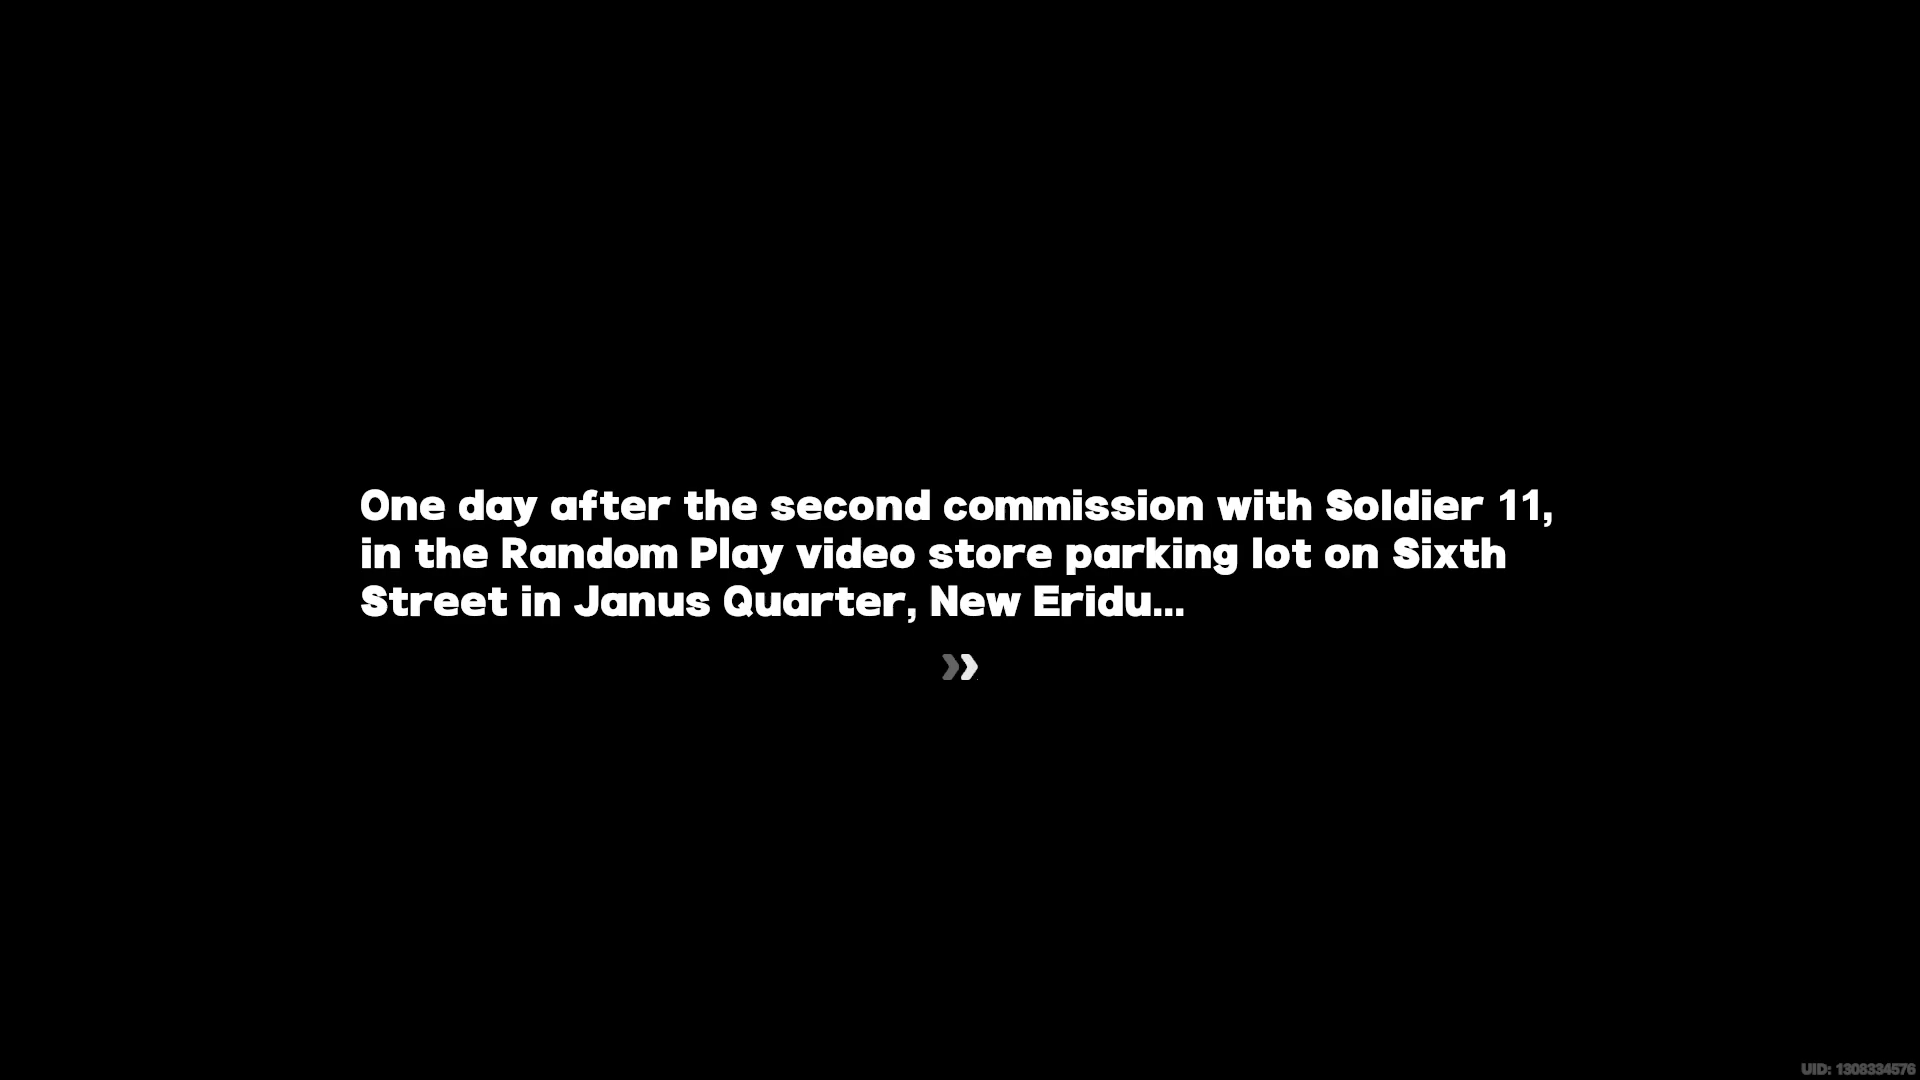 One day after the second commission with Soldier 11,
in the Random Play video store parking lot on Sixth
Street in Janus Quarter, New Eridu...
UID: 1308334576